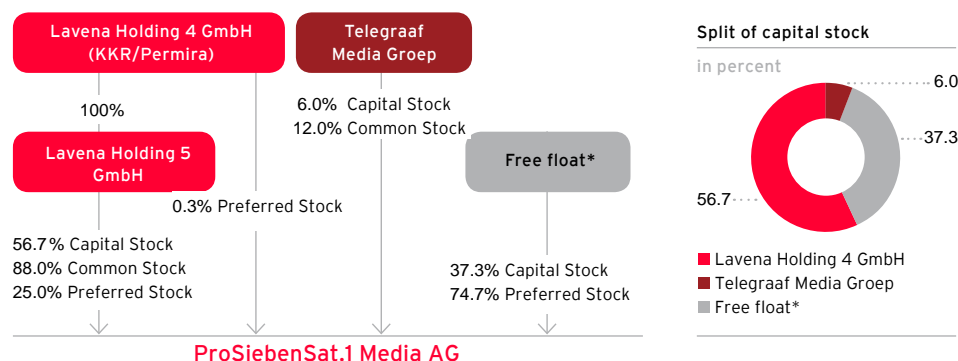 Lavena Holding 4 GmbH
(KKR/Permira)
Telegraaf
Media Groep
100%
6.0% Capital Stock
12.0% Common Stock
Lavena Holding 5
GmbH
Free float*
0.3% Preferred Stock
56.7% Capital Stock
88.0% Common Stock
25.0% Preferred Stock
37.3% Capital Stock
74.7% Preferred Stock
ProSiebenSat.1 Media AG
Split of capital stock
in percent
6.0
37.3
56.7
Lavena Holding 4 GmbH
Telegraaf Media Groep
Free float*